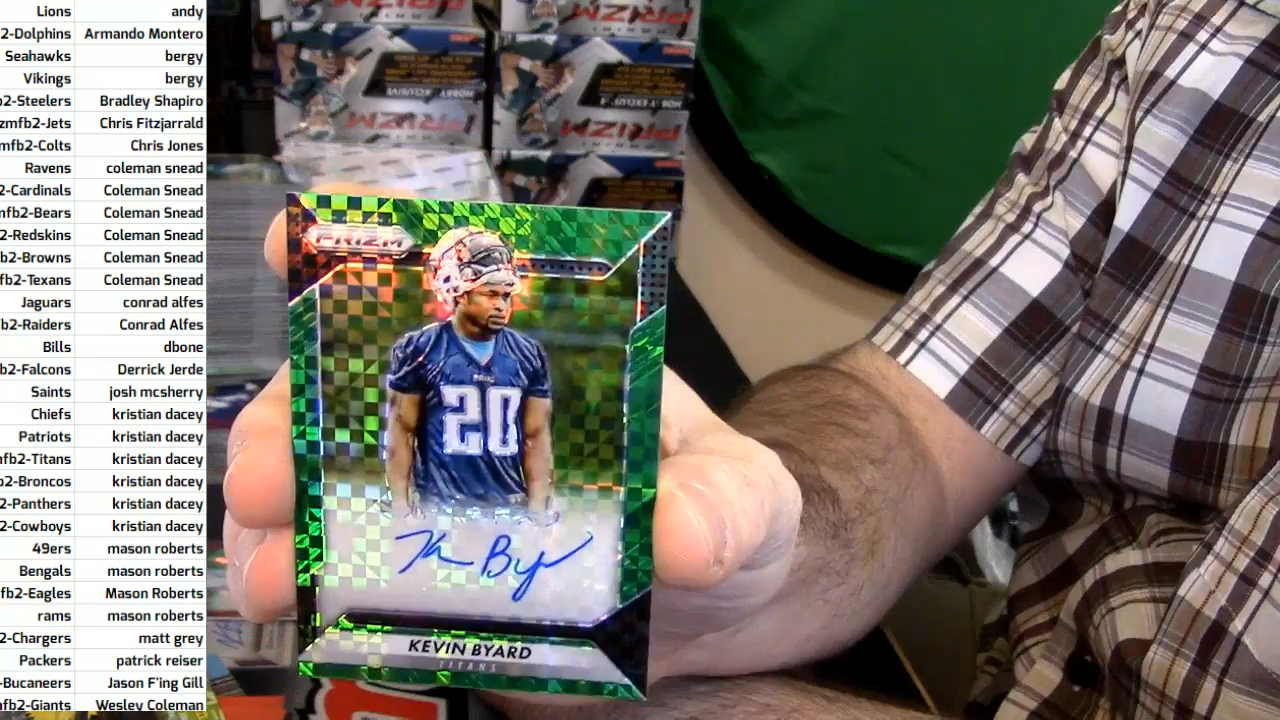 Lions andy
2-Dolphins Armando Montero
Seahawks bergy
Vikings bergy
b2-Steelers Bradley Shapiro
zmfb2-Jets Chris Fitzjarrald
mfb2-Colts Chris Jones
Ravens coleman snead
2-Cardinals Coleman Snead
nfb2-Bears Coleman Snead
2-Redskins Coleman Snead
b2-Browns Coleman Snead
fb2-Texans Coleman Snead
Jaguars conrad alfes
b2-Raiders Conrad Alfes
Bills dbone
b2-Falcons Derrick Jerde
Saints josh mcsherry
Chiefs kristian dacey
Patriots kristian dacey
nfb2-Titans kristian dacey
b2-Broncos kristian dacey
2-Panthers kristian dacey
2-Cowboys kristian dacey
49ers mason roberts
Bengals mason roberts
fb2-Eagles Mason Roberts
rams mason roberts
2-Chargers matt grey
Packers patrick reiser
-Bucaneers Jason F'ing Gill
nfb2-Giants Wesley Coleman
PRIZM
PRIZM
PRIZM
PRIZM
PRIZM
20
Kevin Byard
KEVIN BYARD
TITANS